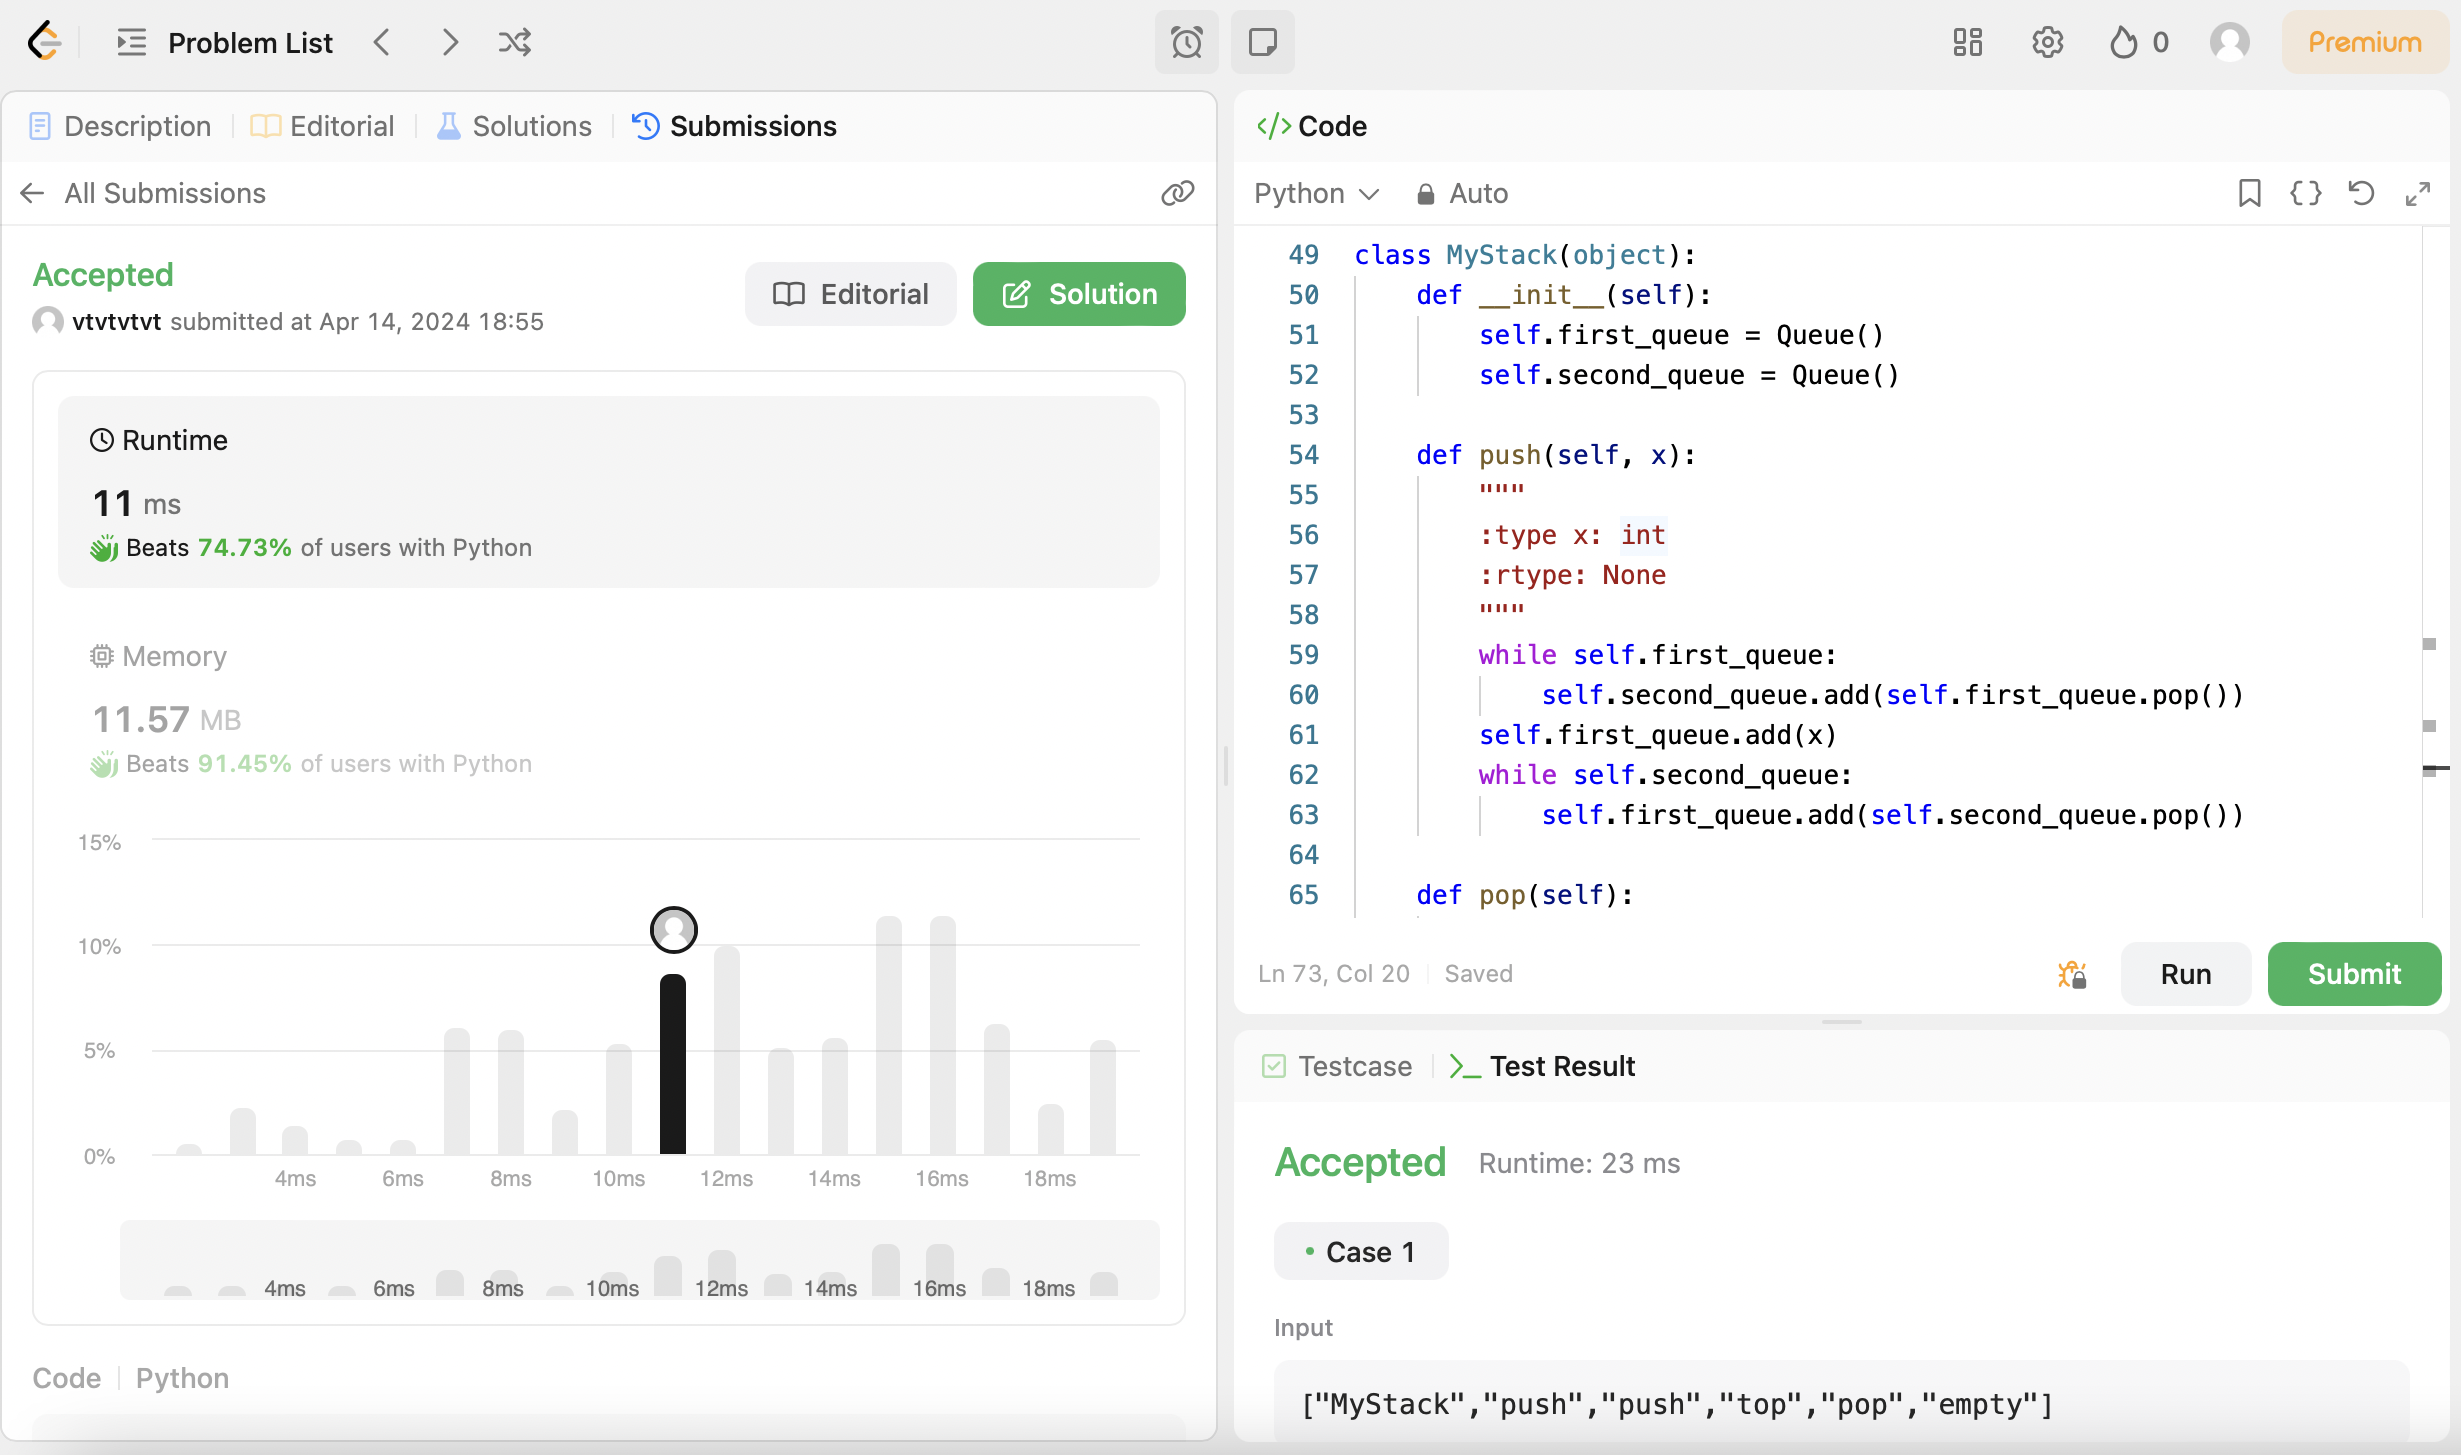 Problem List
0
Premium
Description
Editorial
Solutions
Submissions
All Submissions
Accepted
vtvtvtvt submitted at Apr 14, 2024 18:55
Editorial
Solution
Runtime
11 ms
Beats 74.73% of users with Python
Memory
11.57 MB
Beats 91.45% of users with Python
15%
10%
5%
0%
4ms 6ms 8ms 10ms 12ms 14ms 16ms 18ms
4ms 6ms 8ms 10ms 12ms 14ms 16ms 18ms
Code
Python
</> Code
Python
Auto
49 class MyStack(object):
50     def __init__(self):
51         self.first_queue = Queue()
52         self.second_queue = Queue()
53
54     def push(self, x):
55         """
56         :type x: int
57         :rtype: None
58         """
59         while self.first_queue:
60             self.second_queue.add(self.first_queue.pop())
61         self.first_queue.add(x)
62         while self.second_queue:
63             self.first_queue.add(self.second_queue.pop())
64
65     def pop(self):
Ln 73, Col 20
Saved
Run
Submit
Testcase
Test Result
Accepted
Runtime: 23 ms
• Case 1
Input
["MyStack","push","push","top","pop","empty"]